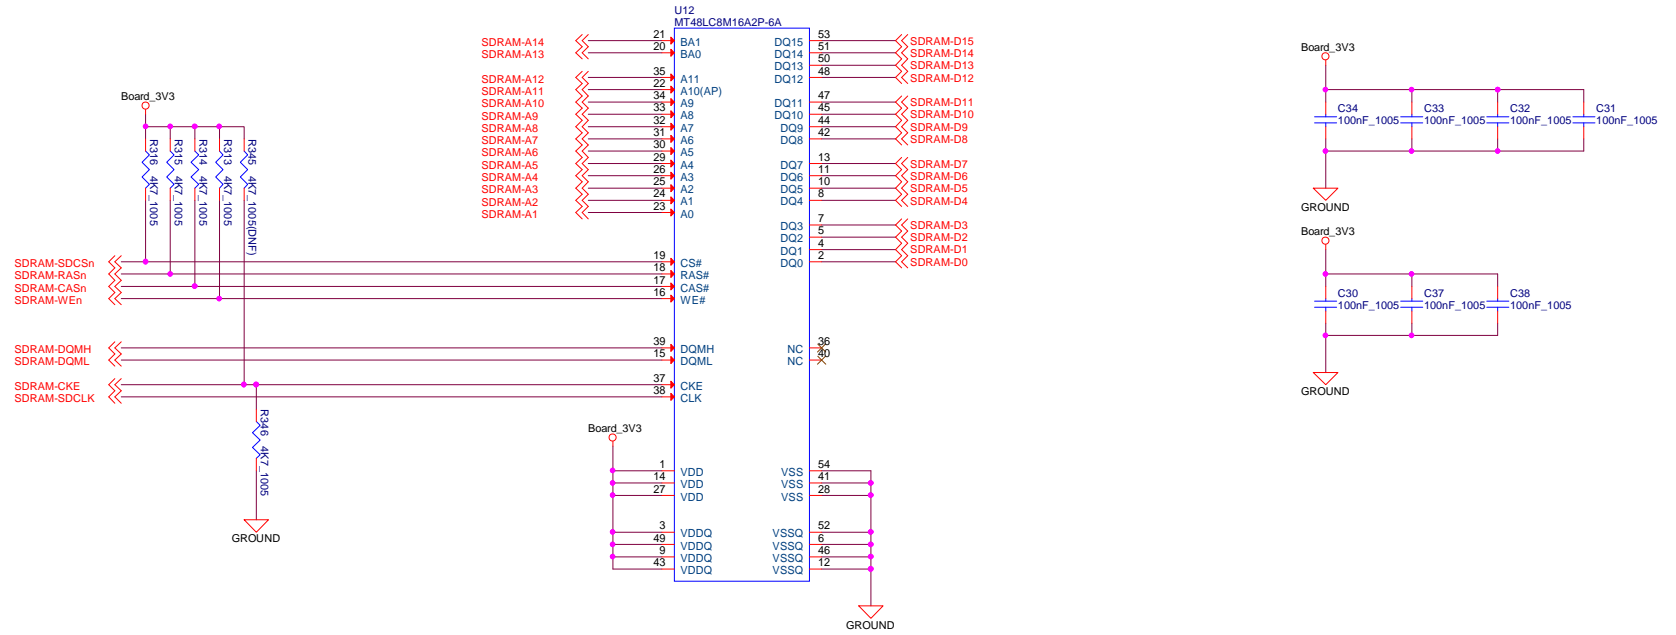 U12
MT48LC8M16A2P-6A
SDRAM-A14 21 BA1 DQ15 53 SDRAM-D15
SDRAM-A13 20 BA0 DQ14 51 SDRAM-D14
DQ13 50 SDRAM-D13
SDRAM-A12 35 A11 DQ12 48 SDRAM-D12
SDRAM-A11 22 A10(AP)
SDRAM-A10 34 A9 DQ11 47 SDRAM-D11
SDRAM-A9 33 A8 DQ10 45 SDRAM-D10
SDRAM-A8 32 A7 DQ9 44 SDRAM-D9
SDRAM-A7 31 A6 DQ8 42 SDRAM-D8
SDRAM-A6 30 A5
SDRAM-A5 29 A4 DQ7 13 SDRAM-D7
SDRAM-A4 26 A3 DQ6 11 SDRAM-D6
SDRAM-A3 25 A2 DQ5 10 SDRAM-D5
SDRAM-A2 24 A1 DQ4 8 SDRAM-D4
SDRAM-A1 23 A0
DQ3 7 SDRAM-D3
DQ2 5 SDRAM-D2
DQ1 4 SDRAM-D1
DQ0 2 SDRAM-D0
Board_3V3
R316 4K7_1005
R315 4K7_1005
R314 4K7_1005
R313 4K7_1005
R345 4K7_1005(DNF)
SDRAM-SDCSn 19 CS#
SDRAM-RASn 18 RAS#
SDRAM-CASn 17 CAS#
SDRAM-WEn 16 WE#
SDRAM-DQMH 39 DQMH NC 36
SDRAM-DQML 15 DQML NC 40
SDRAM-CKE 37 CKE
SDRAM-SDCLK 38 CLK
R346 4K7_1005
GROUND
Board_3V3
1 VDD VSS 54
14 VDD VSS 41
27 VDD VSS 28
3 VDDQ VSSQ 52
49 VDDQ VSSQ 6
9 VDDQ VSSQ 46
43 VDDQ VSSQ 12
GROUND
Board_3V3
C34 C33 C32 C31
100nF_1005 100nF_1005 100nF_1005 100nF_1005
GROUND
Board_3V3
C30 C37 C38
100nF_1005 100nF_1005 100nF_1005
GROUND